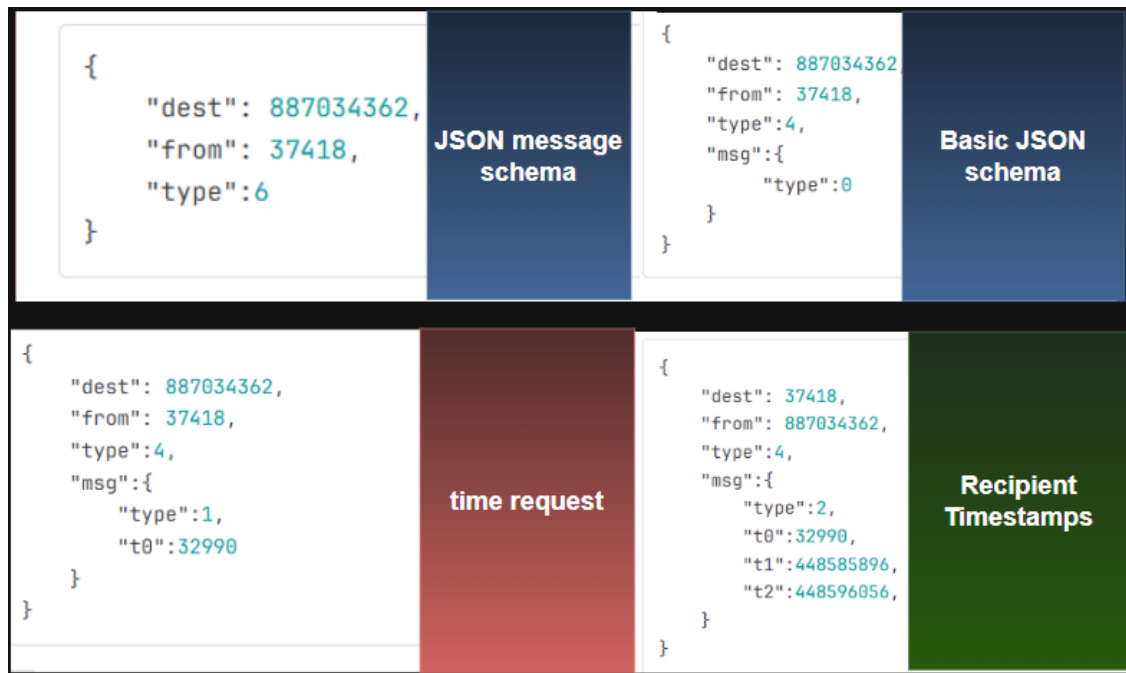 {
"dest": 887034362,
"from": 37418,
"type":6
}
JSON message
schema
{
"dest": 887034362,
"from": 37418,
"type":4,
"msg":{
"type":0
}
}
Basic JSON
schema
{
"dest": 887034362,
"from": 37418,
"type":4,
"msg":{
"type":1,
"t0":32990
}
}
time request
{
"dest": 37418,
"from": 887034362,
"type":4,
"msg":{
"type":2,
"t0":32990,
"t1":448585896,
"t2":448596056,
}
}
Recipient
Timestamps